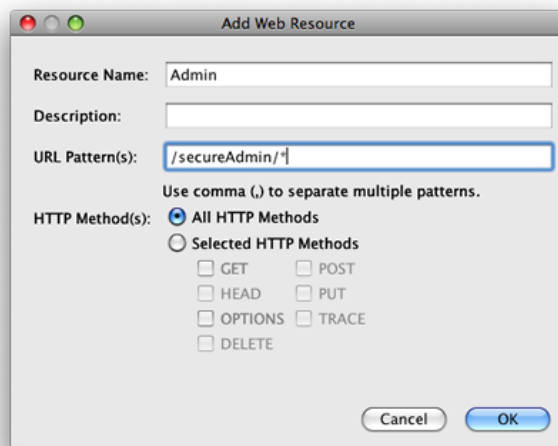 Add Web Resource
Resource Name: Admin
Description:
URL Pattern(s): /secureAdmin/*
Use comma (,) to separate multiple patterns.
HTTP Method(s): All HTTP Methods
Selected HTTP Methods
GET POST
HEAD PUT
OPTIONS TRACE
DELETE
Cancel OK